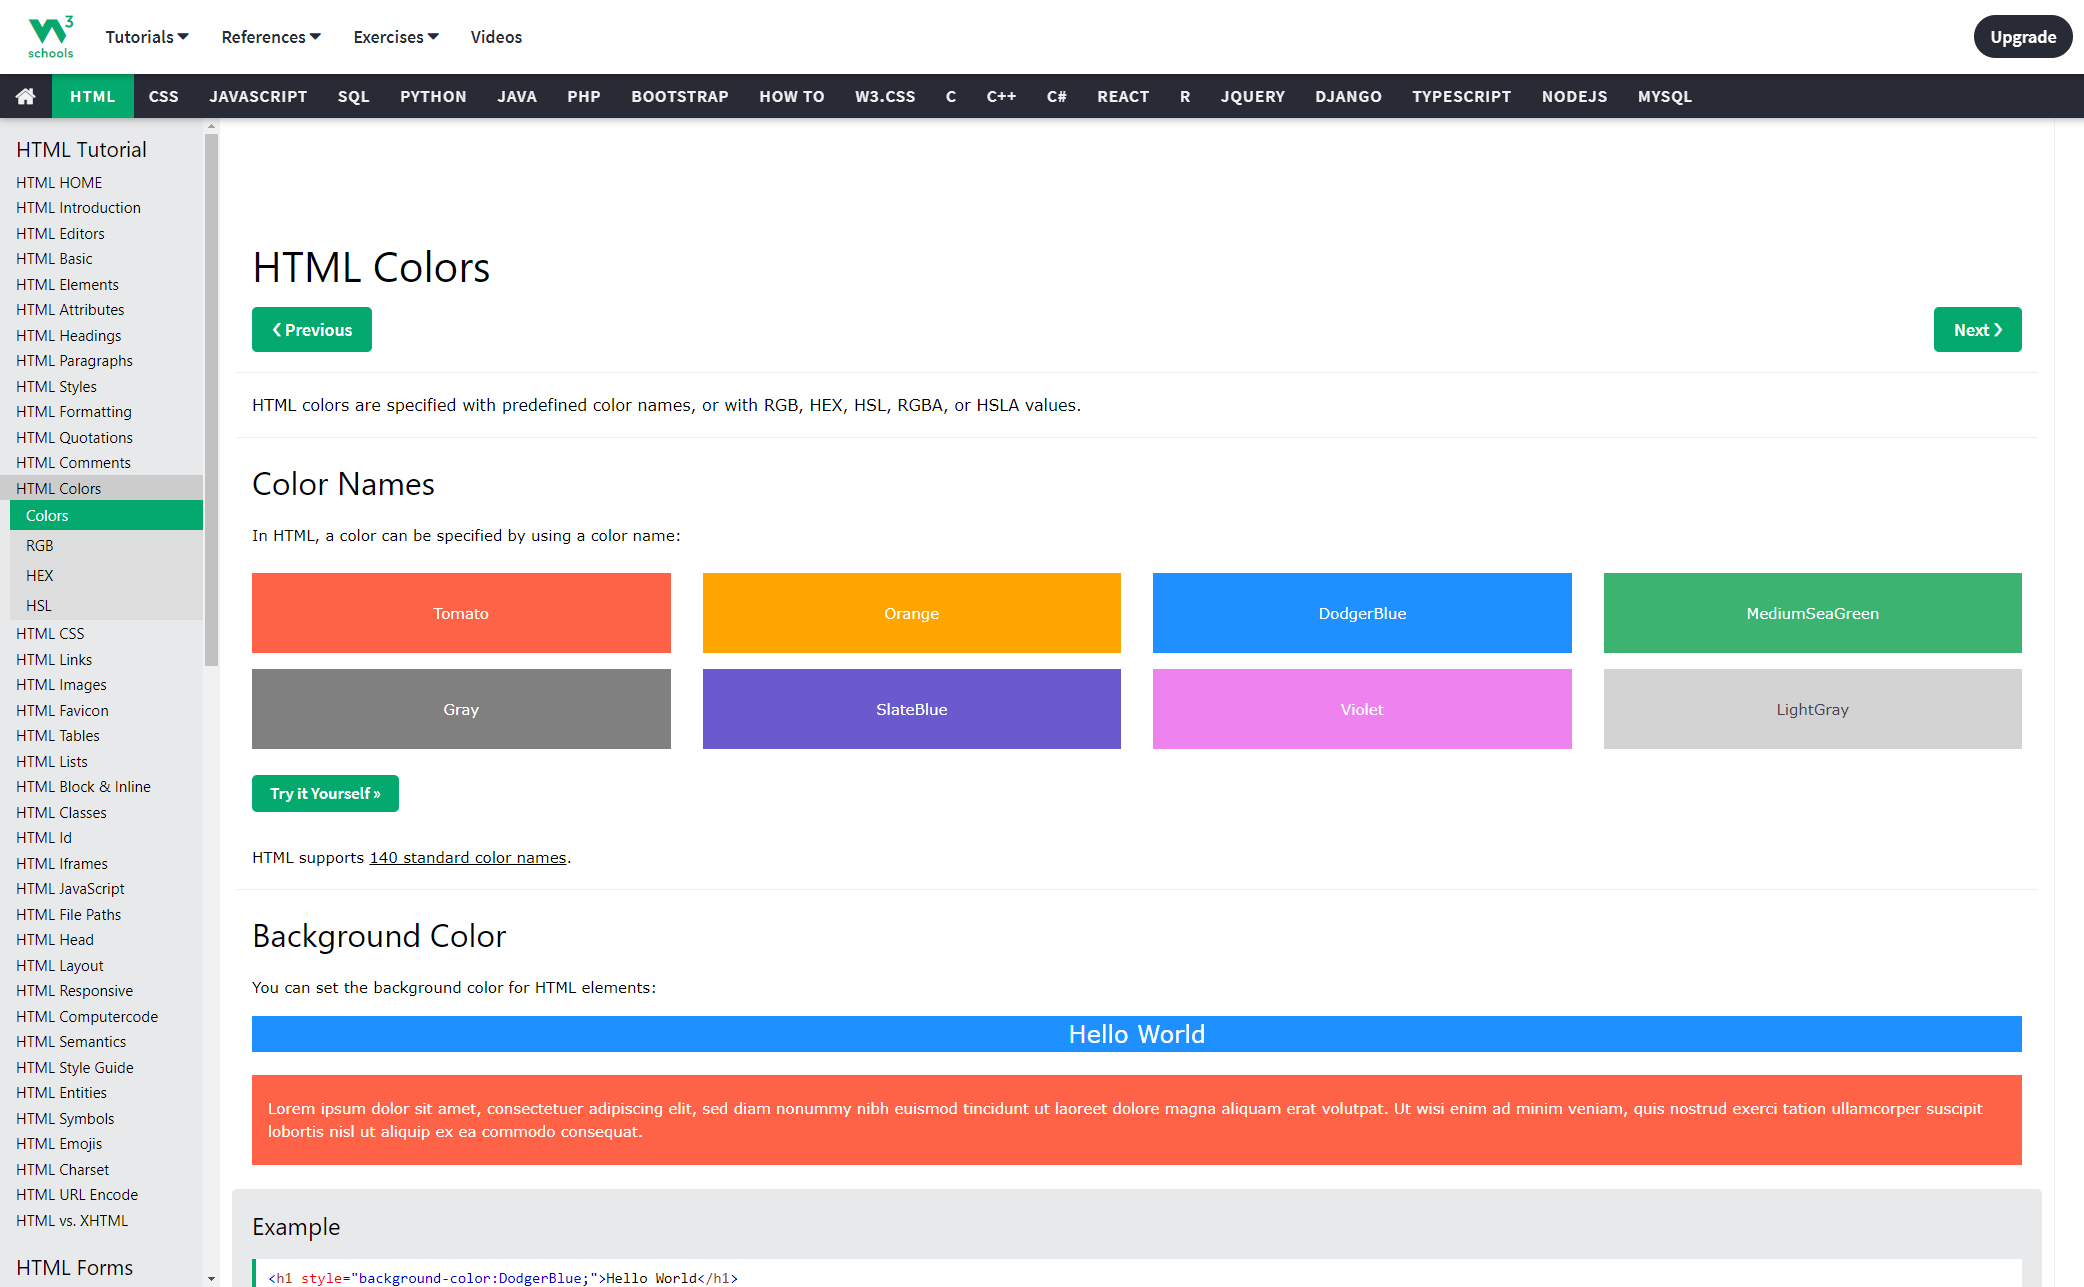 W3
schools
Tutorials
References
Exercises
Videos
Upgrade
HTML
CSS
JAVASCRIPT
SQL
PYTHON
JAVA
PHP
BOOTSTRAP
HOW TO
W3.CSS
C
C++
C#
REACT
R
JQUERY
DJANGO
TYPESCRIPT
NODEJS
MYSQL
HTML Tutorial
HTML HOME
HTML Introduction
HTML Editors
HTML Basic
HTML Elements
HTML Attributes
HTML Headings
HTML Paragraphs
HTML Styles
HTML Formatting
HTML Quotations
HTML Comments
HTML Colors
Colors
RGB
HEX
HSL
HTML CSS
HTML Links
HTML Images
HTML Favicon
HTML Tables
HTML Lists
HTML Block & Inline
HTML Classes
HTML Id
HTML Iframes
HTML JavaScript
HTML File Paths
HTML Head
HTML Layout
HTML Responsive
HTML Computercode
HTML Semantics
HTML Style Guide
HTML Entities
HTML Symbols
HTML Emojis
HTML Charset
HTML URL Encode
HTML vs. XHTML
HTML Forms
HTML Colors
❮ Previous
Next ❯
HTML colors are specified with predefined color names, or with RGB, HEX, HSL, RGBA, or HSLA values.
Color Names
In HTML, a color can be specified by using a color name:
Tomato
Orange
DodgerBlue
MediumSeaGreen
Gray
SlateBlue
Violet
LightGray
Try it Yourself »
HTML supports 140 standard color names.
Background Color
You can set the background color for HTML elements:
Hello World
Lorem ipsum dolor sit amet, consectetuer adipiscing elit, sed diam nonummy nibh euismod tincidunt ut laoreet dolore magna aliquam erat volutpat. Ut wisi enim ad minim veniam, quis nostrud exerci tation ullamcorper suscipit
lobortis nisl ut aliquip ex ea commodo consequat.
Example
<h1 style="background-color:DodgerBlue;">Hello World</h1>